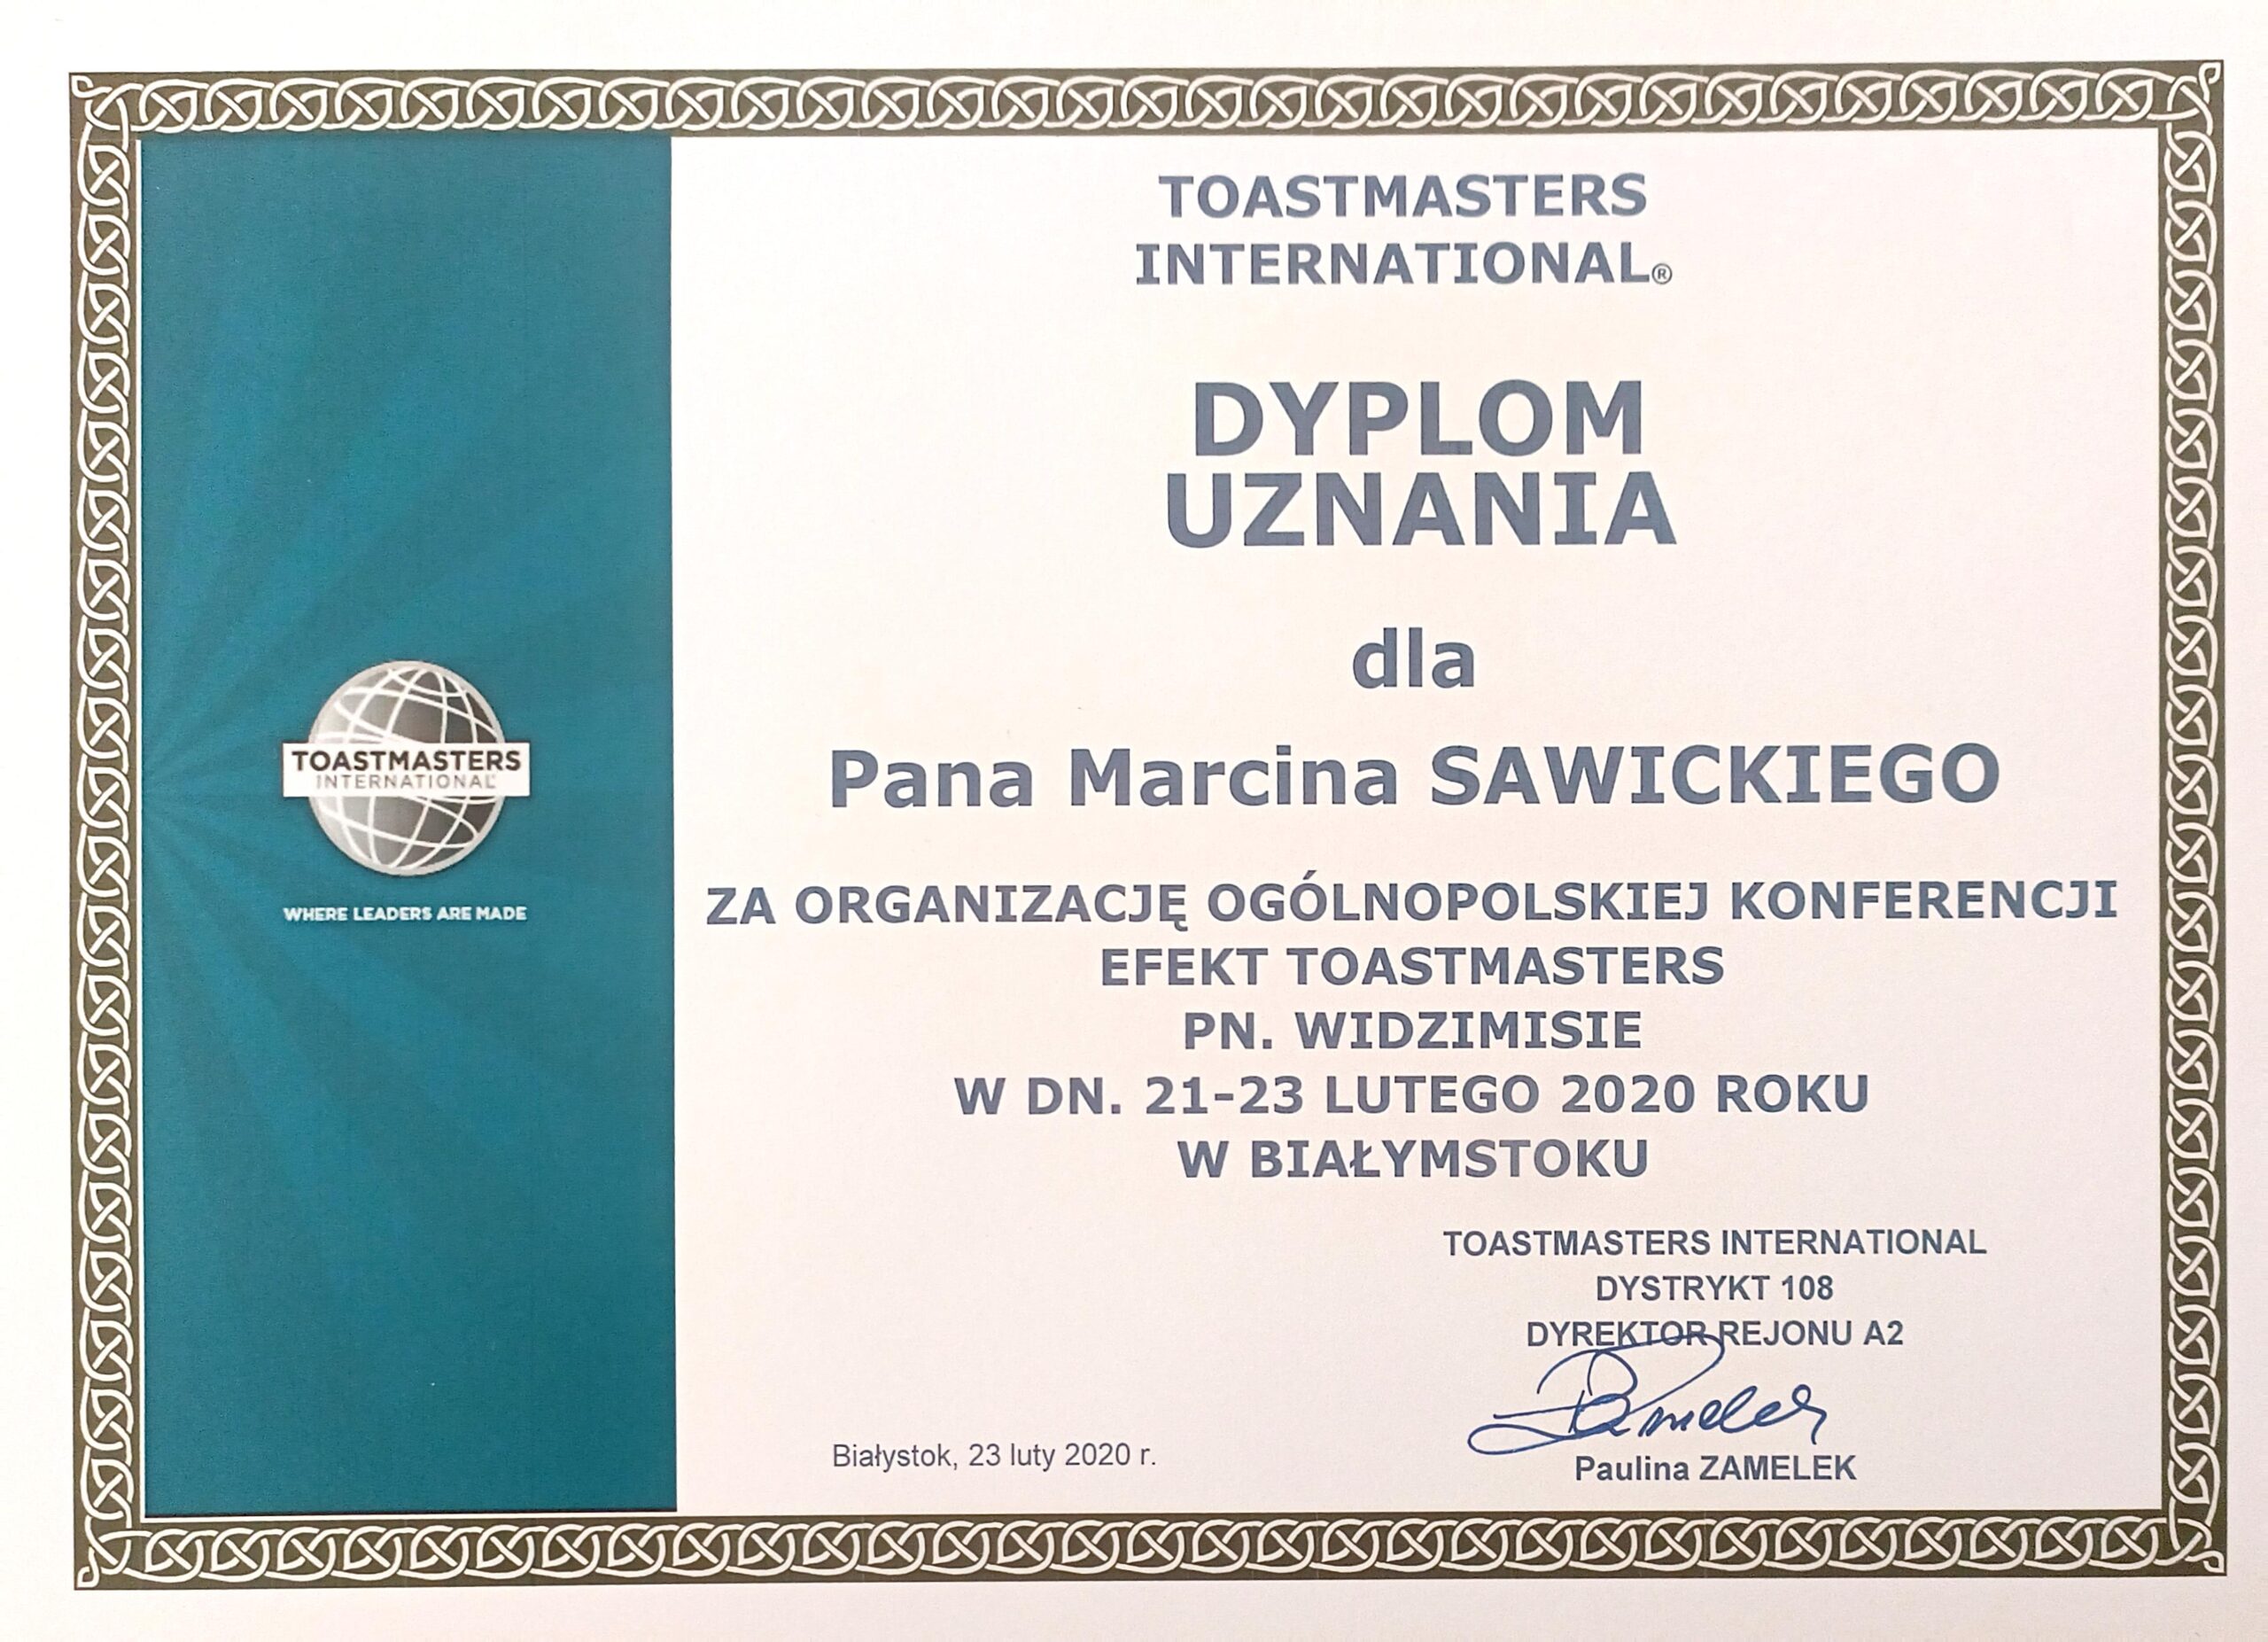 TOASTMASTERS
INTERNATIONAL®
DYPLOM
UZNANIA
dla
Pana Marcina SAWICKIEGO
ZA ORGANIZACJĘ OGÓLNOPOLSKIEJ KONFERENCJI
EFEKT TOASTMASTERS
PN. WIDZIMISIE
W DN. 21-23 LUTEGO 2020 ROKU
W BIAŁYMSTOKU
TOASTMASTERS
INTERNATIONAL
WHERE LEADERS ARE MADE
TOASTMASTERS INTERNATIONAL
DYSTRYKT 108
DYREKTOR REJONU A2
PZamelek
Paulina ZAMELEK
Białystok, 23 luty 2020 r.